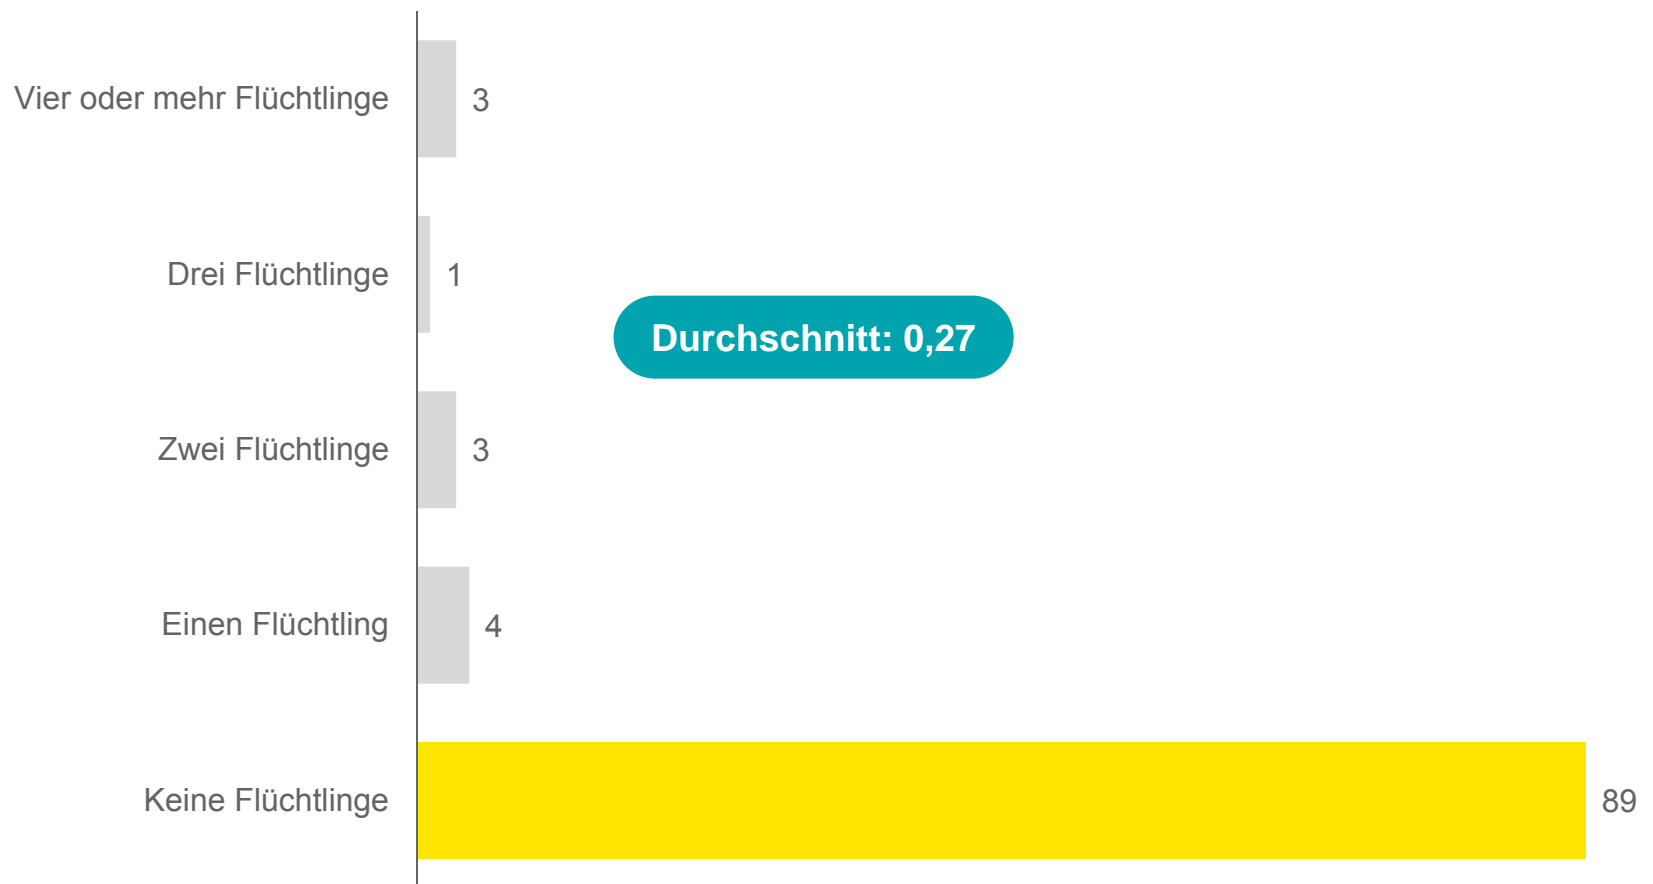 Vier oder mehr Flüchtlinge 3
Drei Flüchtlinge 1
Durchschnitt: 0,27
Zwei Flüchtlinge 3
Einen Flüchtling 4
Keine Flüchtlinge 89